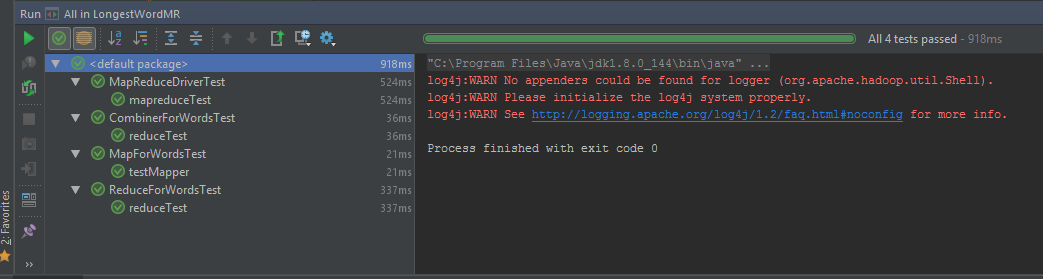 Run All in LongestWordMR
All 4 tests passed - 918ms
<default package> 918ms
MapReduceDriverTest 524ms
mapreduceTest 524ms
CombinerForWordsTest 36ms
reduceTest 36ms
MapForWordsTest 21ms
testMapper 21ms
ReduceForWordsTest 337ms
reduceTest 337ms
"C:\Program Files\Java\jdk1.8.0_144\bin\java" ...
log4j:WARN No appenders could be found for logger (org.apache.hadoop.util.Shell).
log4j:WARN Please initialize the log4j system properly.
log4j:WARN See http://logging.apache.org/log4j/1.2/faq.html#noconfig for more info.
Process finished with exit code 0
2: Favorites